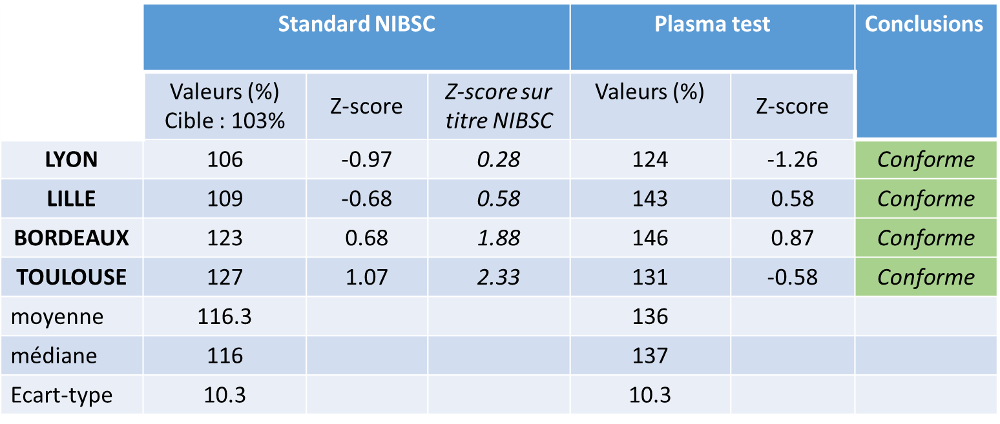 Standard NIBSC Plasma test Conclusions
Valeurs (%) Z-score Z-score sur Valeurs (%) Z-score
Cible : 103% titre NIBSC
LYON 106 -0.97 0.28 124 -1.26 Conforme
LILLE 109 -0.68 0.58 143 0.58 Conforme
BORDEAUX 123 0.68 1.88 146 0.87 Conforme
TOULOUSE 127 1.07 2.33 131 -0.58 Conforme
moyenne 116.3 136
médiane 116 137
Ecart-type 10.3 10.3